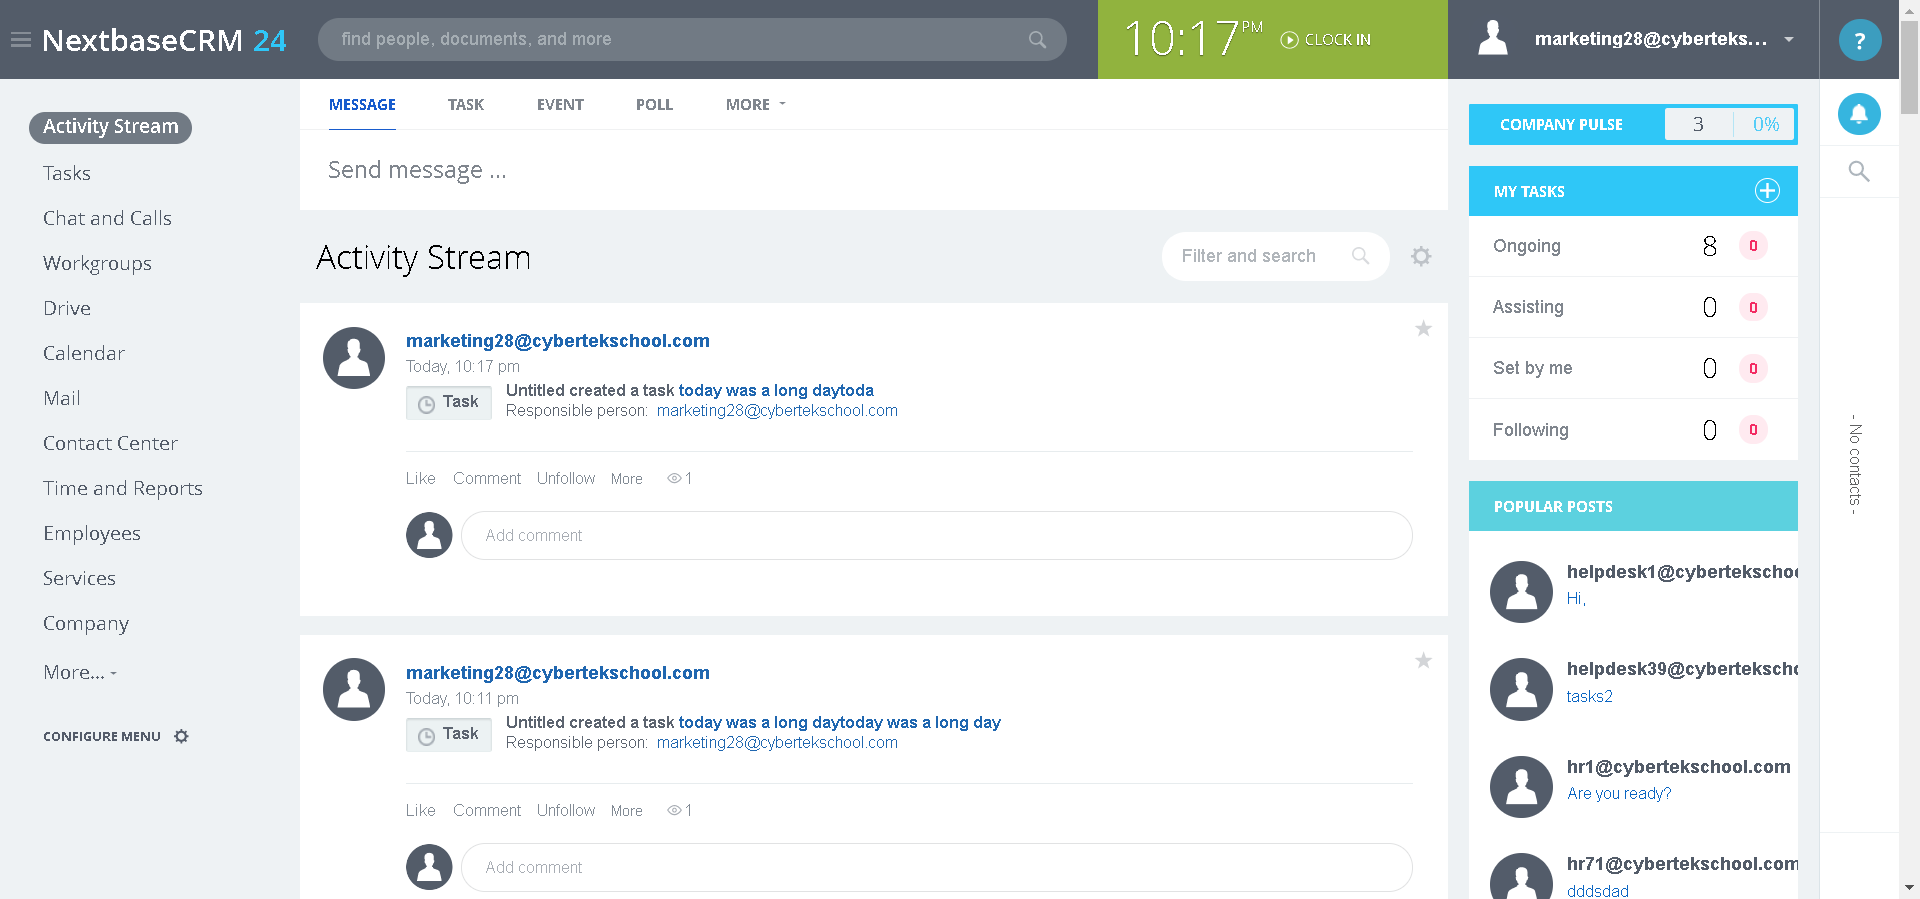 NextbaseCRM 24
find people, documents, and more
10:17 PM
CLOCK IN
marketing28@cyberteks...
?
Activity Stream
Tasks
Chat and Calls
Workgroups
Drive
Calendar
Mail
Contact Center
Time and Reports
Employees
Services
Company
More...
CONFIGURE MENU
MESSAGE TASK EVENT POLL MORE
Send message ...
Activity Stream
Filter and search
marketing28@cybertekschool.com
Today, 10:17 pm
Task
Untitled created a task today was a long daytoda
Responsible person: marketing28@cybertekschool.com
Like Comment Unfollow More 1
Add comment
marketing28@cybertekschool.com
Today, 10:11 pm
Task
Untitled created a task today was a long daytoday was a long day
Responsible person: marketing28@cybertekschool.com
Like Comment Unfollow More 1
Add comment
COMPANY PULSE 3 0%
MY TASKS
Ongoing 8 0
Assisting 0 0
Set by me 0 0
Following 0 0
POPULAR POSTS
helpdesk1@cybertekschoo
Hi,
helpdesk39@cybertekscho
tasks2
hr1@cybertekschool.com
Are you ready?
hr71@cybertekschool.com
dddsdad
- No contacts -